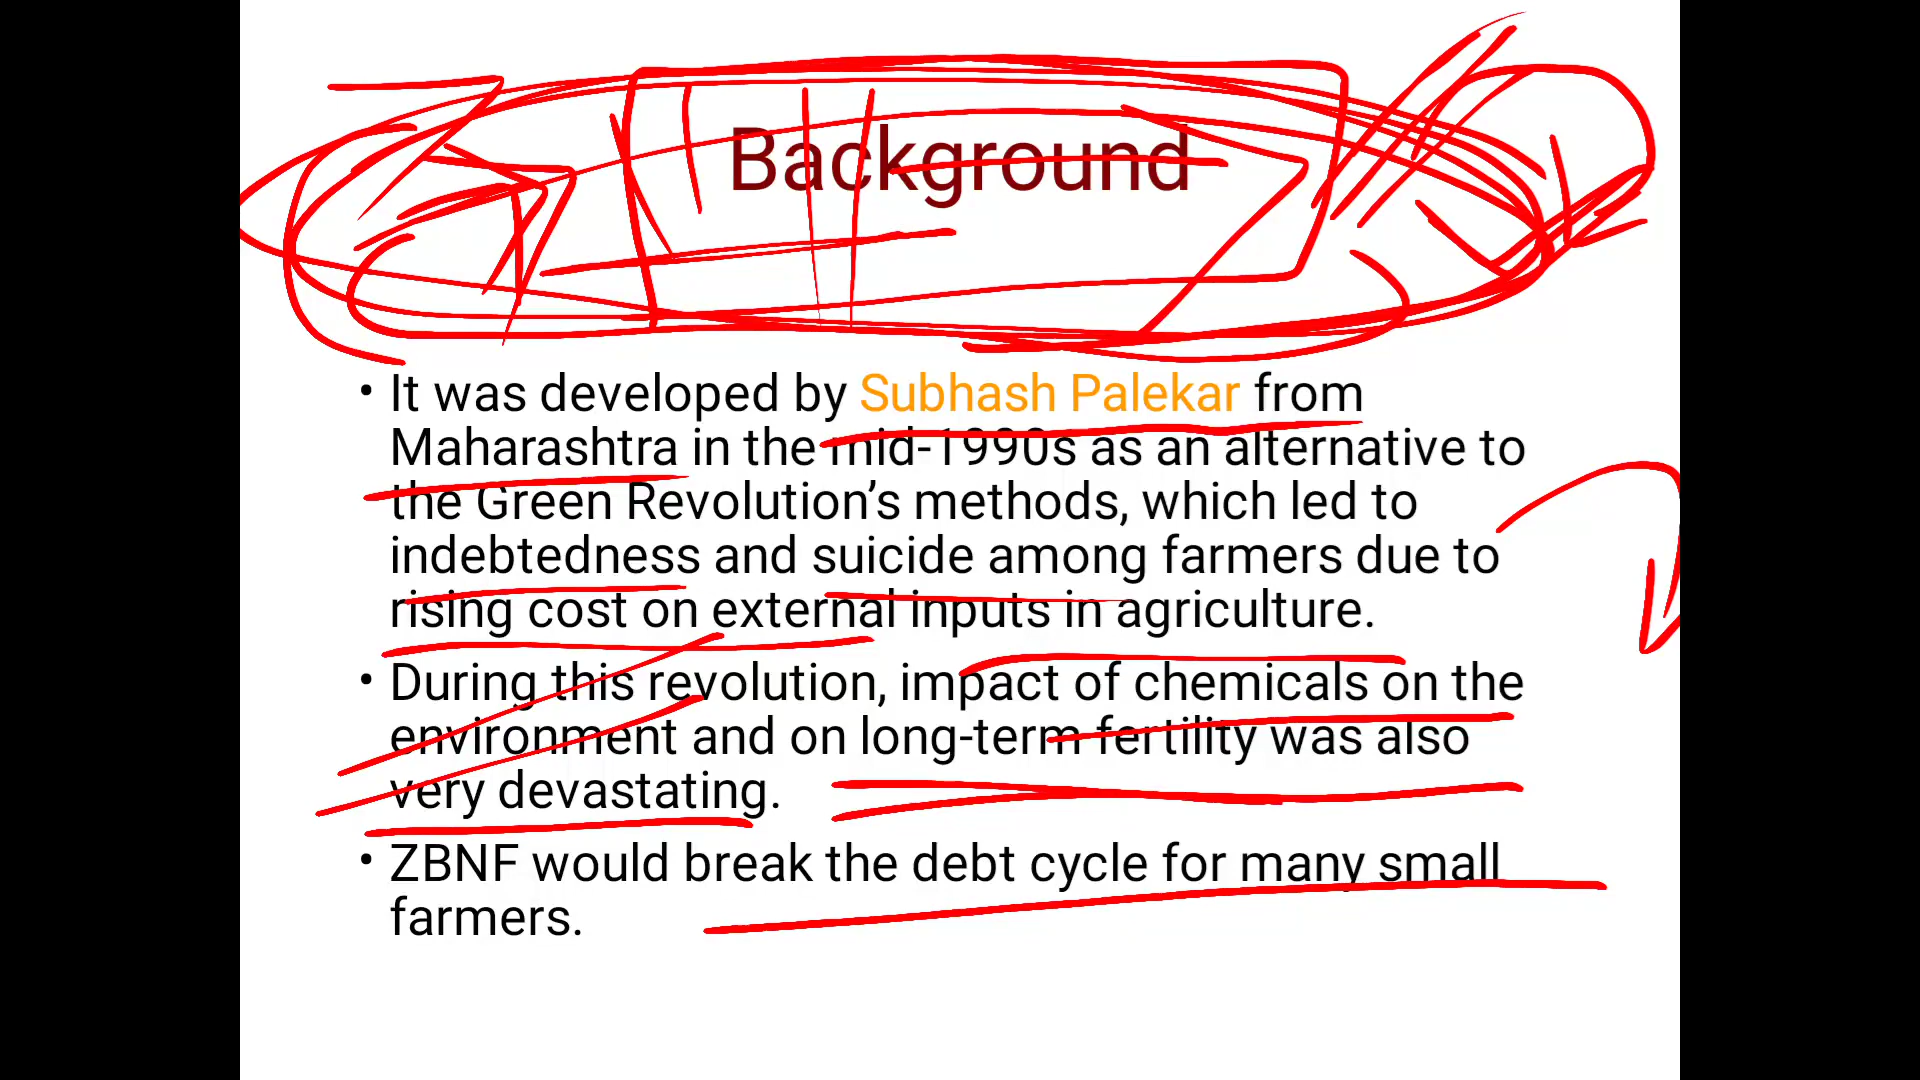 Background
• It was developed by Subhash Palekar from
Maharashtra in the mid-1990s as an alternative to
the Green Revolution’s methods, which led to
indebtedness and suicide among farmers due to
rising cost on external inputs in agriculture.
• During this revolution, impact of chemicals on the
environment and on long-term fertility was also
very devastating.
• ZBNF would break the debt cycle for many small
farmers.